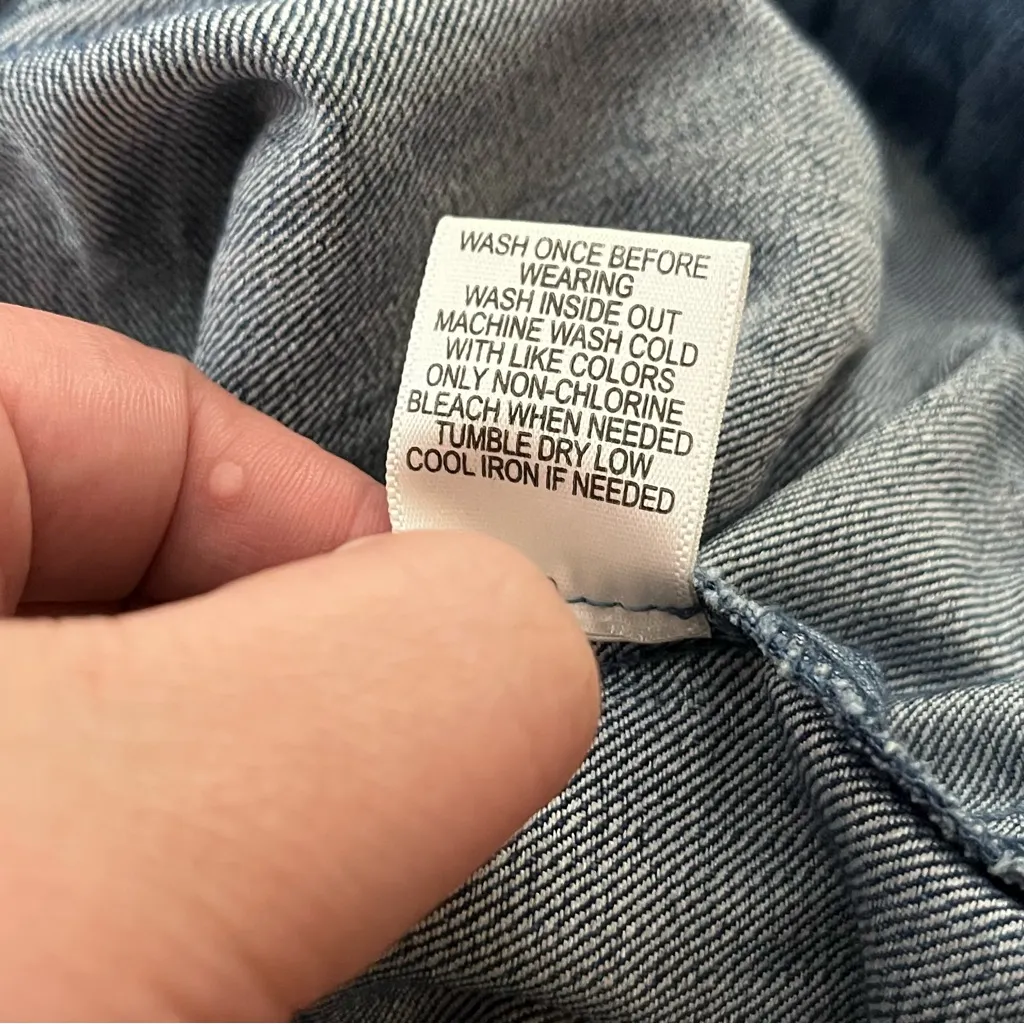 WASH ONCE BEFORE
WEARING
WASH INSIDE OUT
MACHINE WASH COLD
WITH LIKE COLORS
ONLY NON-CHLORINE
BLEACH WHEN NEEDED
TUMBLE DRY LOW
COOL IRON IF NEEDED